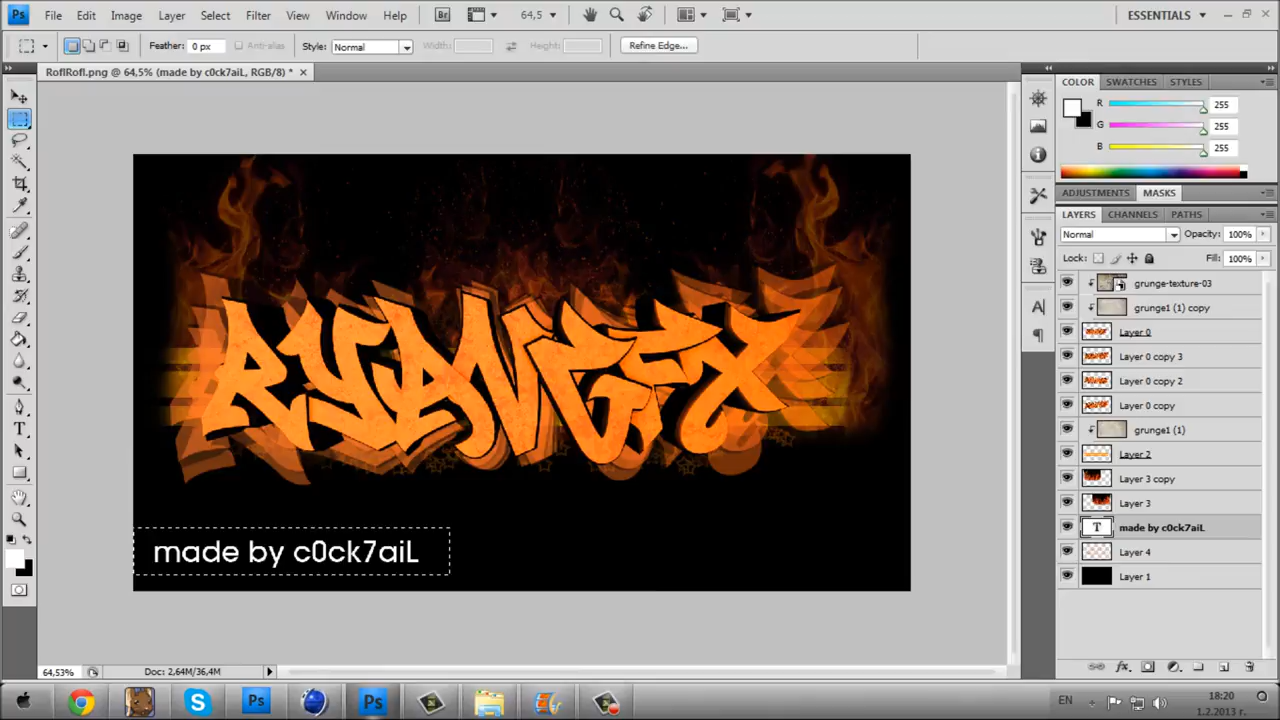 Ps File Edit Image Layer Select Filter View Window Help Br 64,5 ESSENTIALS
Feather: 0 px Anti-alias Style: Normal Width: Height: Refine Edge...
RoflRofl.png @ 64,5% (made by c0ck7aiL, RGB/8) * ×
COLOR SWATCHES STYLES
R 255
G 255
B 255
ADJUSTMENTS MASKS
LAYERS CHANNELS PATHS
Normal Opacity: 100%
Lock: Fill: 100%
grunge-texture-03
grunge1 (1) copy
Layer 0
Layer 0 copy 3
Layer 0 copy 2
Layer 0 copy
grunge1 (1)
Layer 2
Layer 3 copy
Layer 3
T made by c0ck7aiL
Layer 4
Layer 1
RYANGFX
made by c0ck7aiL
64,53% Doc: 2,64M/36,4M
EN 18:20
1.2.2013 г.